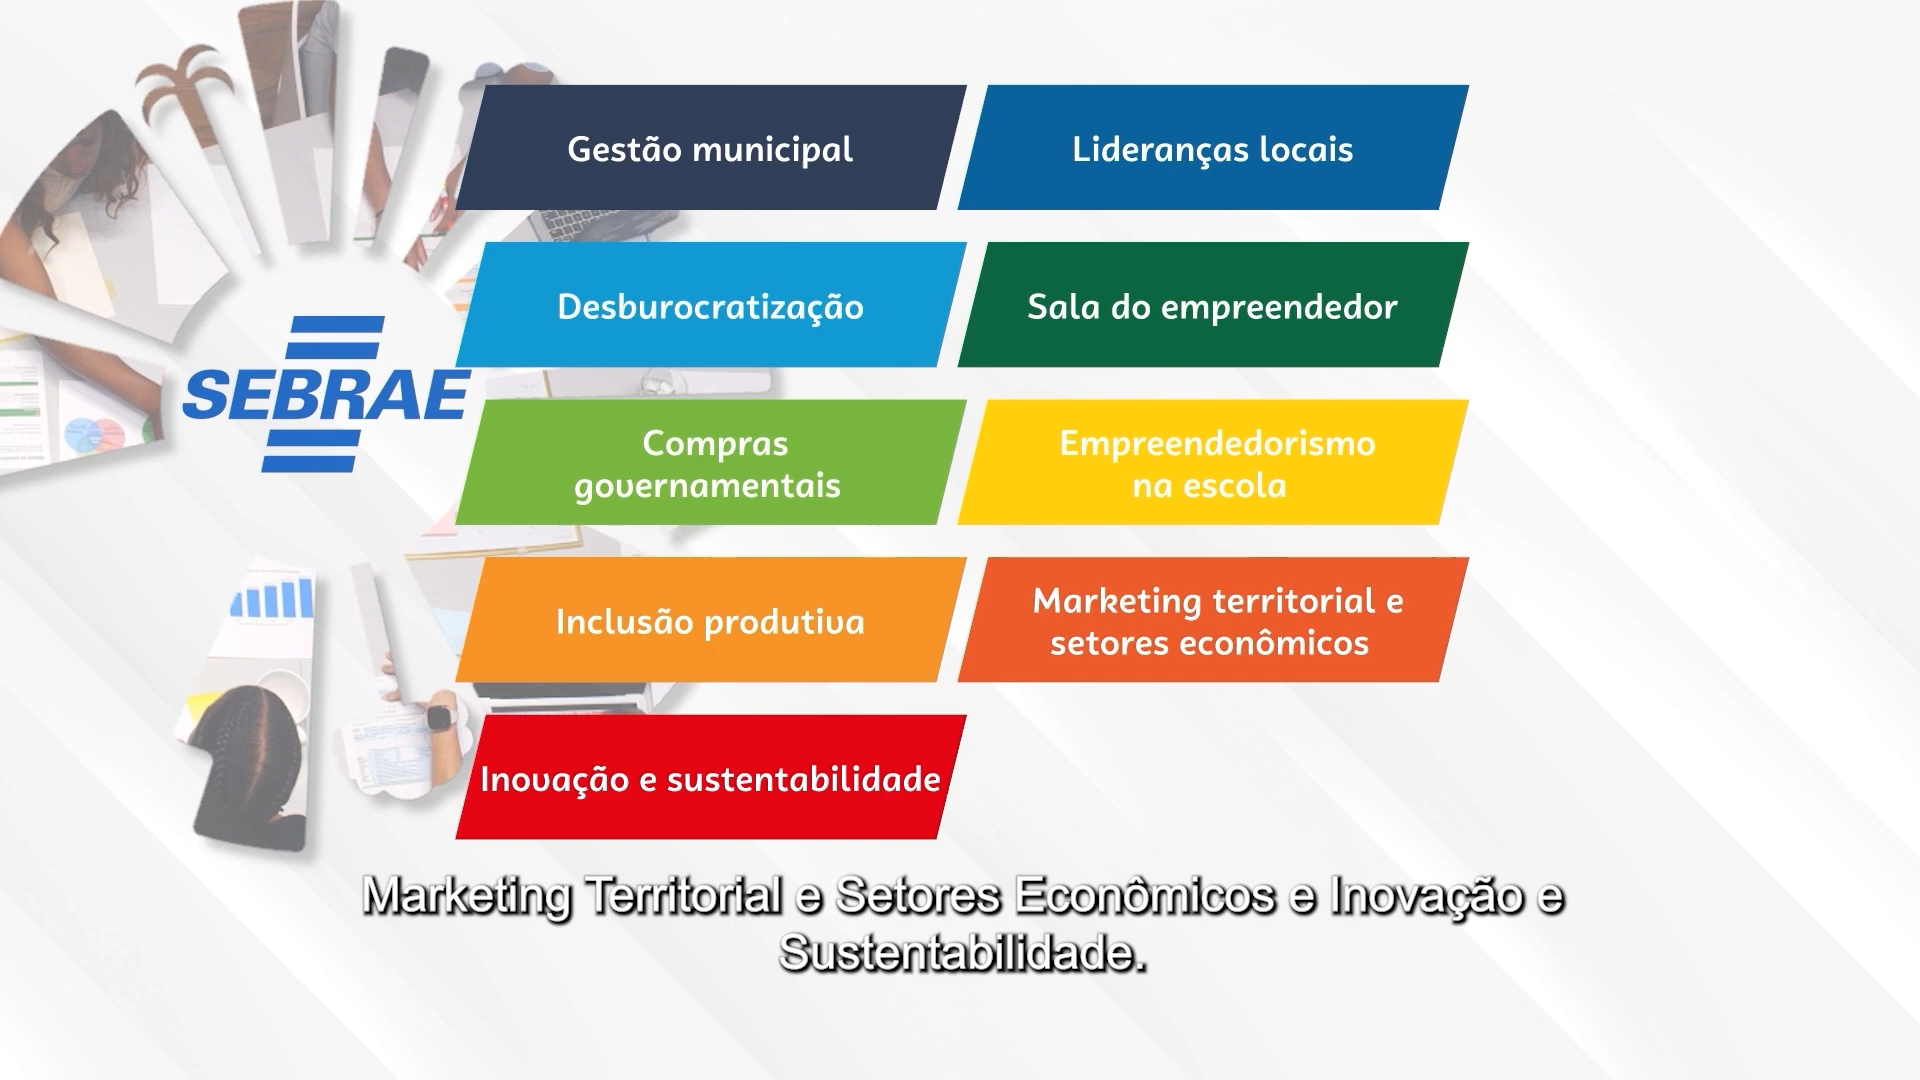 Gestão municipal
Lideranças locais
Desburocratização
Sala do empreendedor
SEBRAE
Compras
governamentais
Empreendedorismo
na escola
Inclusão produtiva
Marketing territorial e
setores econômicos
Inovação e sustentabilidade
Marketing Territorial e Setores Econômicos e Inovação e
Sustentabilidade.